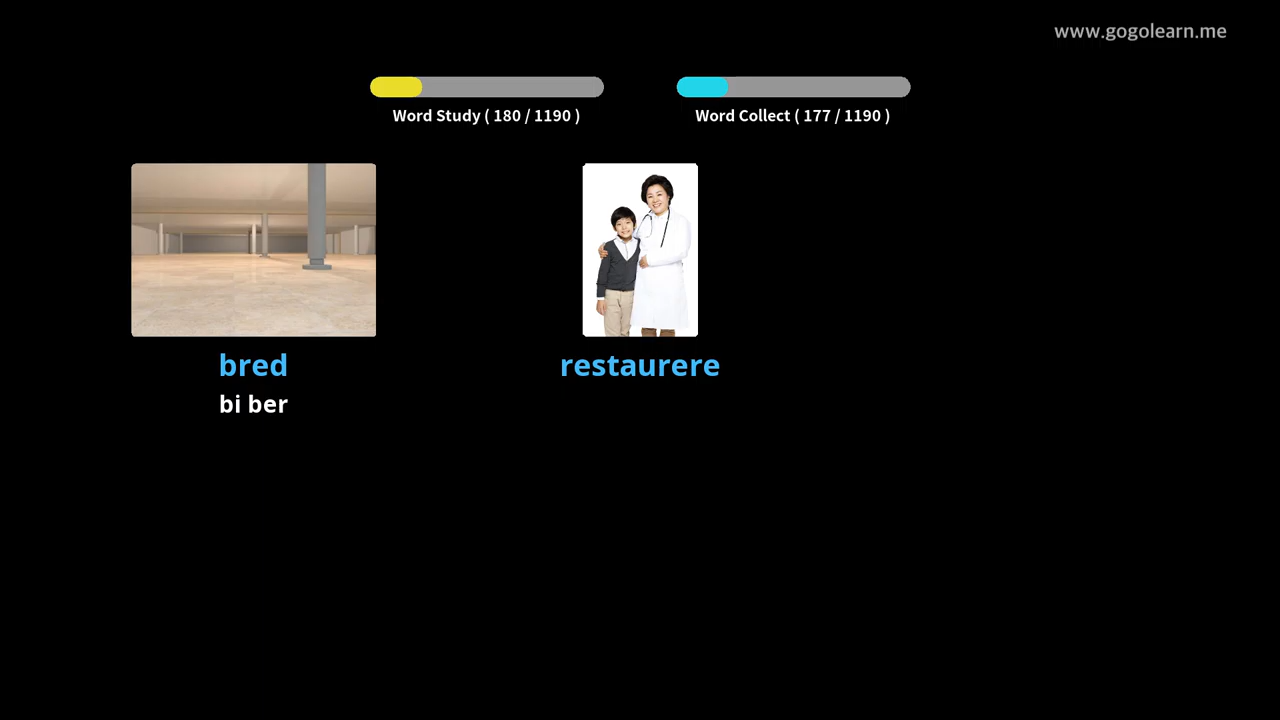 www.gogolearn.me
Word Study ( 180 / 1190 )
Word Collect ( 177 / 1190 )
bred
bi ber
restaurere